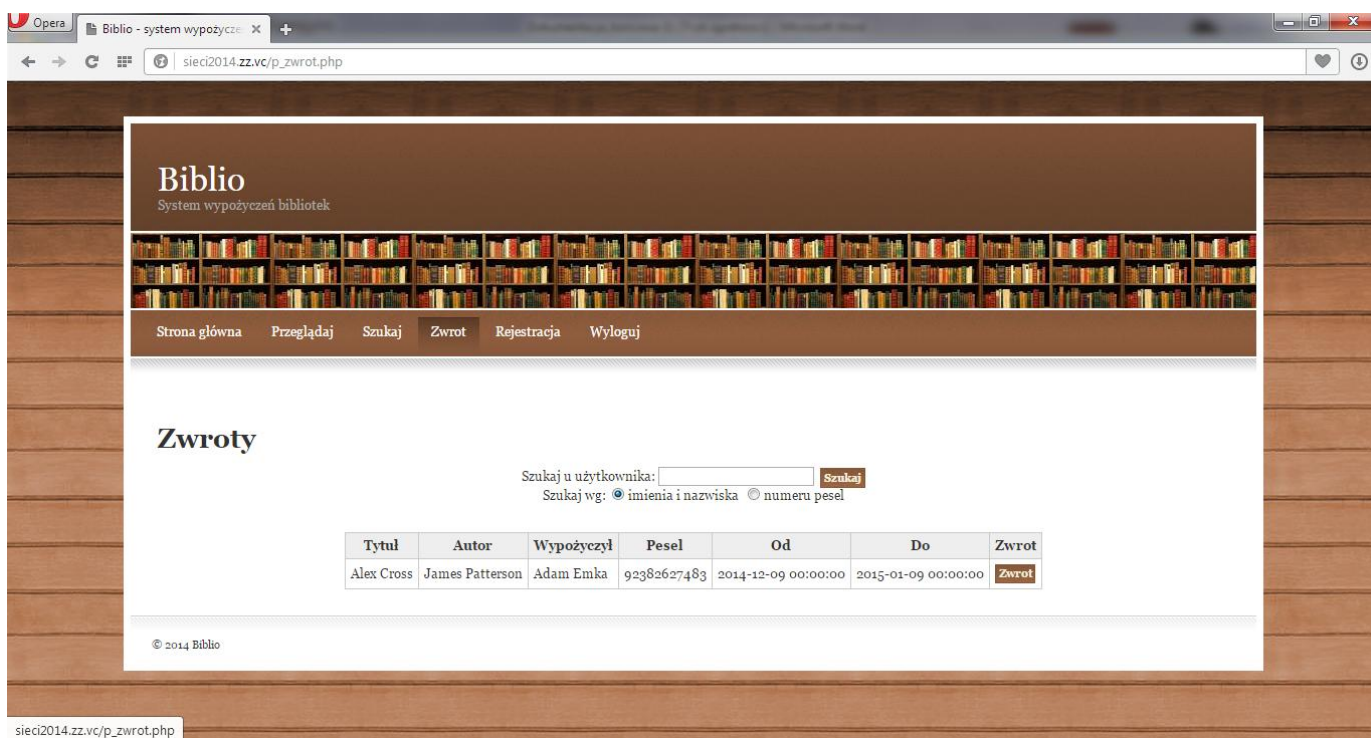 Opera
Biblio - system wypożycze
sieci2014.zz.vc/p_zwrot.php
Biblio
System wypożyczeń bibliotek
Strona główna Przeglądaj Szukaj Zwrot Rejestracja Wyloguj
Zwroty
Szukaj u użytkownika: Szukaj
Szukaj wg: imienia i nazwiska numeru pesel
Tytuł Autor Wypożyczył Pesel Od Do Zwrot
Alex Cross James Patterson Adam Emka 92382627483 2014-12-09 00:00:00 2015-01-09 00:00:00 Zwrot
© 2014 Biblio
sieci2014.zz.vc/p_zwrot.php